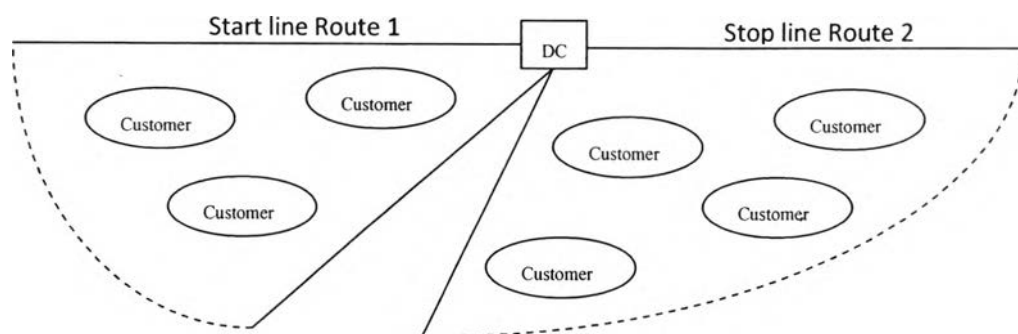 Start line Route 1
DC
Stop line Route 2
Customer
Customer
Customer
Customer
Customer
Customer
Customer